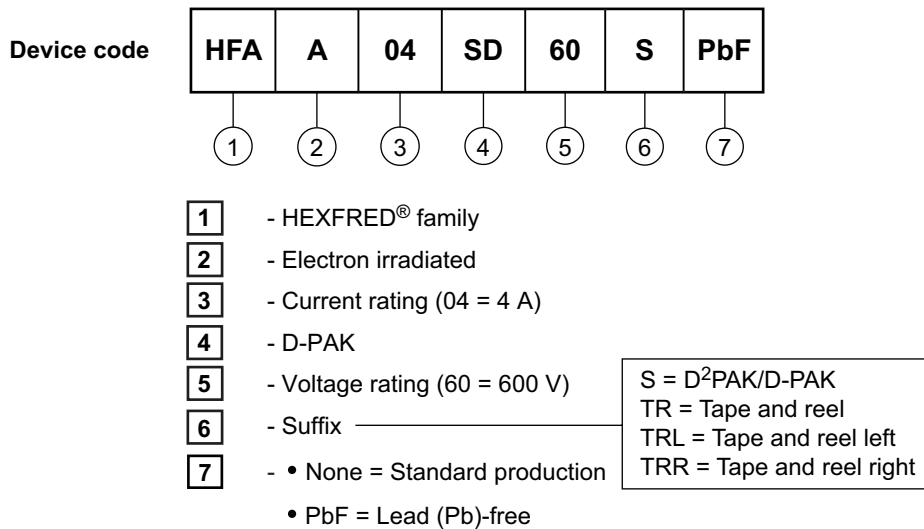 Device code HFA A 04 SD 60 S PbF
1 2 3 4 5 6 7
1 - HEXFRED® family
2 - Electron irradiated
3 - Current rating (04 = 4 A)
4 - D-PAK
5 - Voltage rating (60 = 600 V)
6 - Suffix
S = D²PAK/D-PAK
TR = Tape and reel
TRL = Tape and reel left
TRR = Tape and reel right
7 - • None = Standard production
• PbF = Lead (Pb)-free